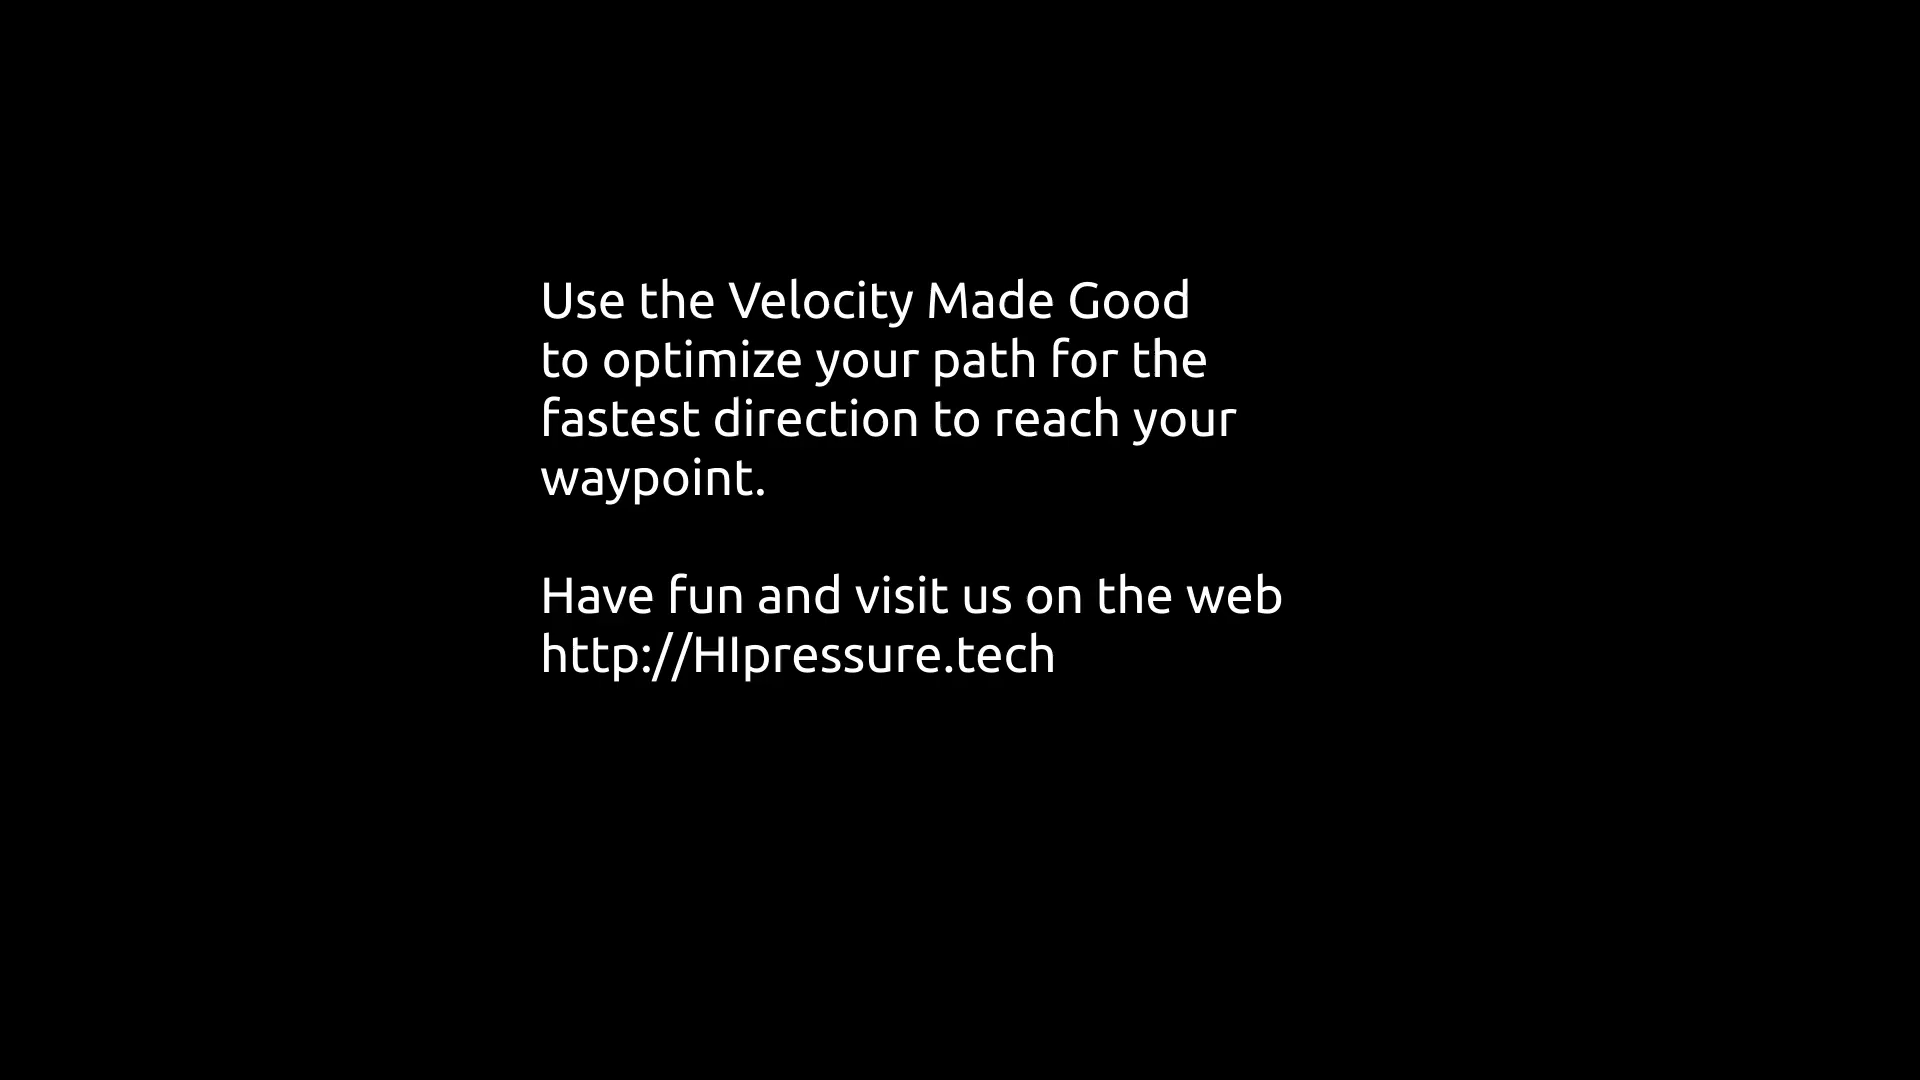 Use the Velocity Made Good
to optimize your path for the
fastest direction to reach your
waypoint.
Have fun and visit us on the web
http://HIpressure.tech